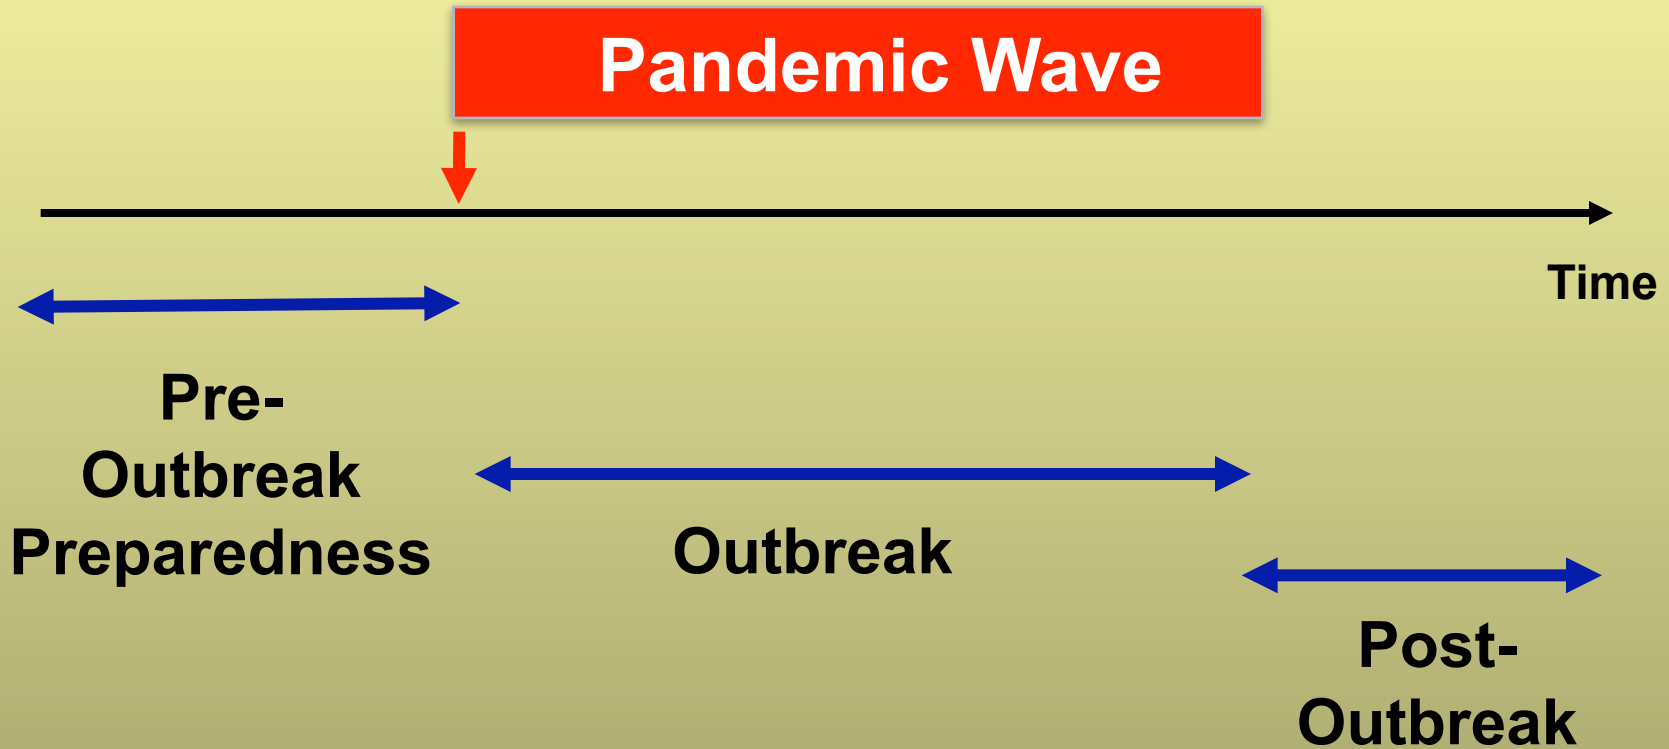 Pandemic Wave
Time
Pre-
Outbreak
Preparedness
Outbreak
Post-
Outbreak